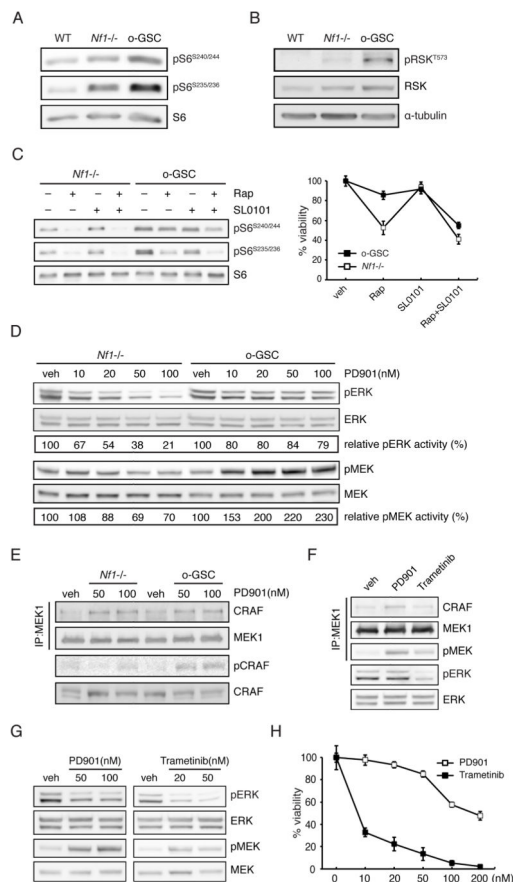 A
WT Nf1-/- o-GSC
pS6S240/244
pS6S235/236
S6
B
WT Nf1-/- o-GSC
pRSKT573
RSK
α-tubulin
C
Nf1-/- o-GSC
– + – + – + – + Rap
– – + + – – + + SL0101
pS6S240/244
pS6S235/236
S6
% viability
100
80
60
40
20
0
o-GSC
Nf1-/-
veh Rap SL0101 Rap+SL0101
D
Nf1-/- o-GSC
veh 10 20 50 100 veh 10 20 50 100 PD901(nM)
pERK
ERK
100 67 54 38 21 100 80 80 84 79 relative pERK activity (%)
pMEK
MEK
100 108 88 69 70 100 153 200 220 230 relative pMEK activity (%)
E
Nf1-/- o-GSC
veh 50 100 veh 50 100 PD901(nM)
IP:MEK1
CRAF
MEK1
pCRAF
CRAF
F
veh PD901 Trametinib
IP:MEK1
CRAF
MEK1
pMEK
pERK
ERK
G
PD901(nM) Trametinib(nM)
veh 50 100 veh 20 50
pERK
ERK
pMEK
MEK
H
% viability
100
80
60
40
20
0
PD901
Trametinib
0 10 20 50 100 200 (nM)